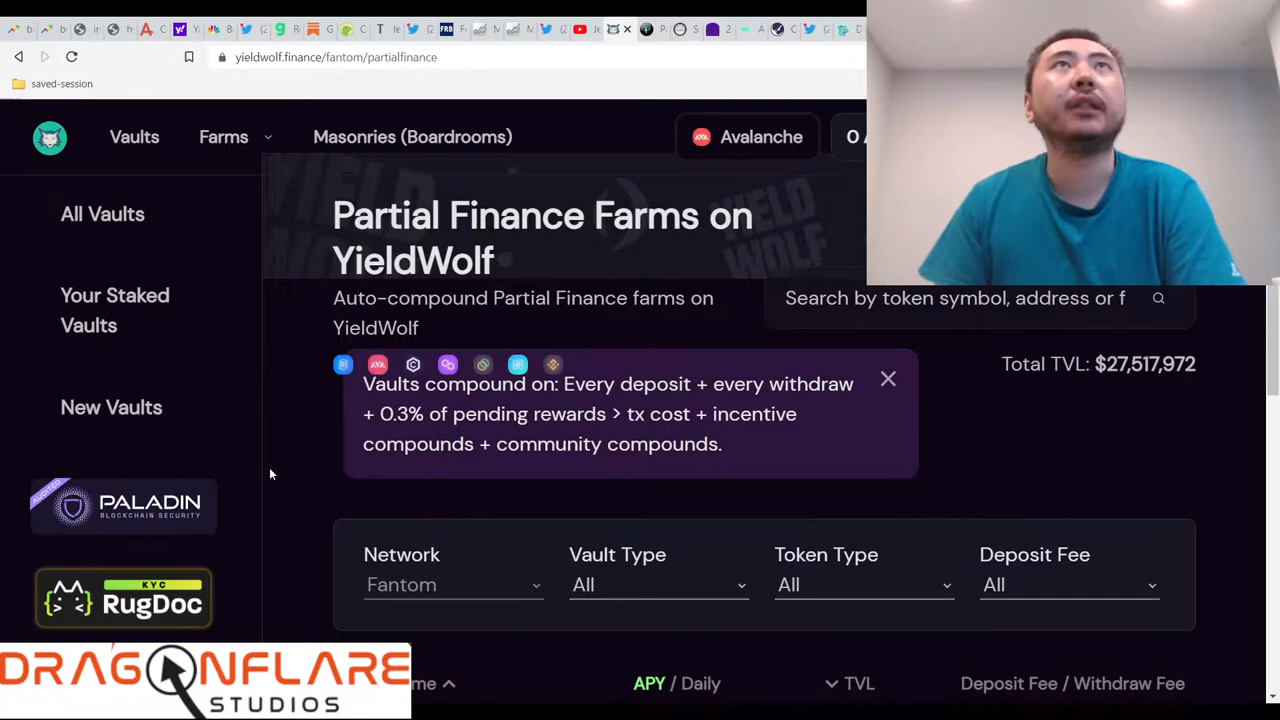 yieldwolf.finance/fantom/partialfinance
saved-session
Vaults
Farms
Masonries (Boardrooms)
Avalanche
All Vaults
Your Staked
Vaults
New Vaults
AUDITED
PALADIN
BLOCKCHAIN SECURITY
KYC
RugDoc
YIELD
YIELD
WOLF
Partial Finance Farms on
YieldWolf
Auto-compound Partial Finance farms on
YieldWolf
Search by token symbol, address or f
Total TVL: $27,517,972
Vaults compound on: Every deposit + every withdraw
+ 0.3% of pending rewards > tx cost + incentive
compounds + community compounds.
Network
Fantom
Vault Type
All
Token Type
All
Deposit Fee
All
APY / Daily
TVL
Deposit Fee / Withdraw Fee
DRAGONFLARE
STUDIOS